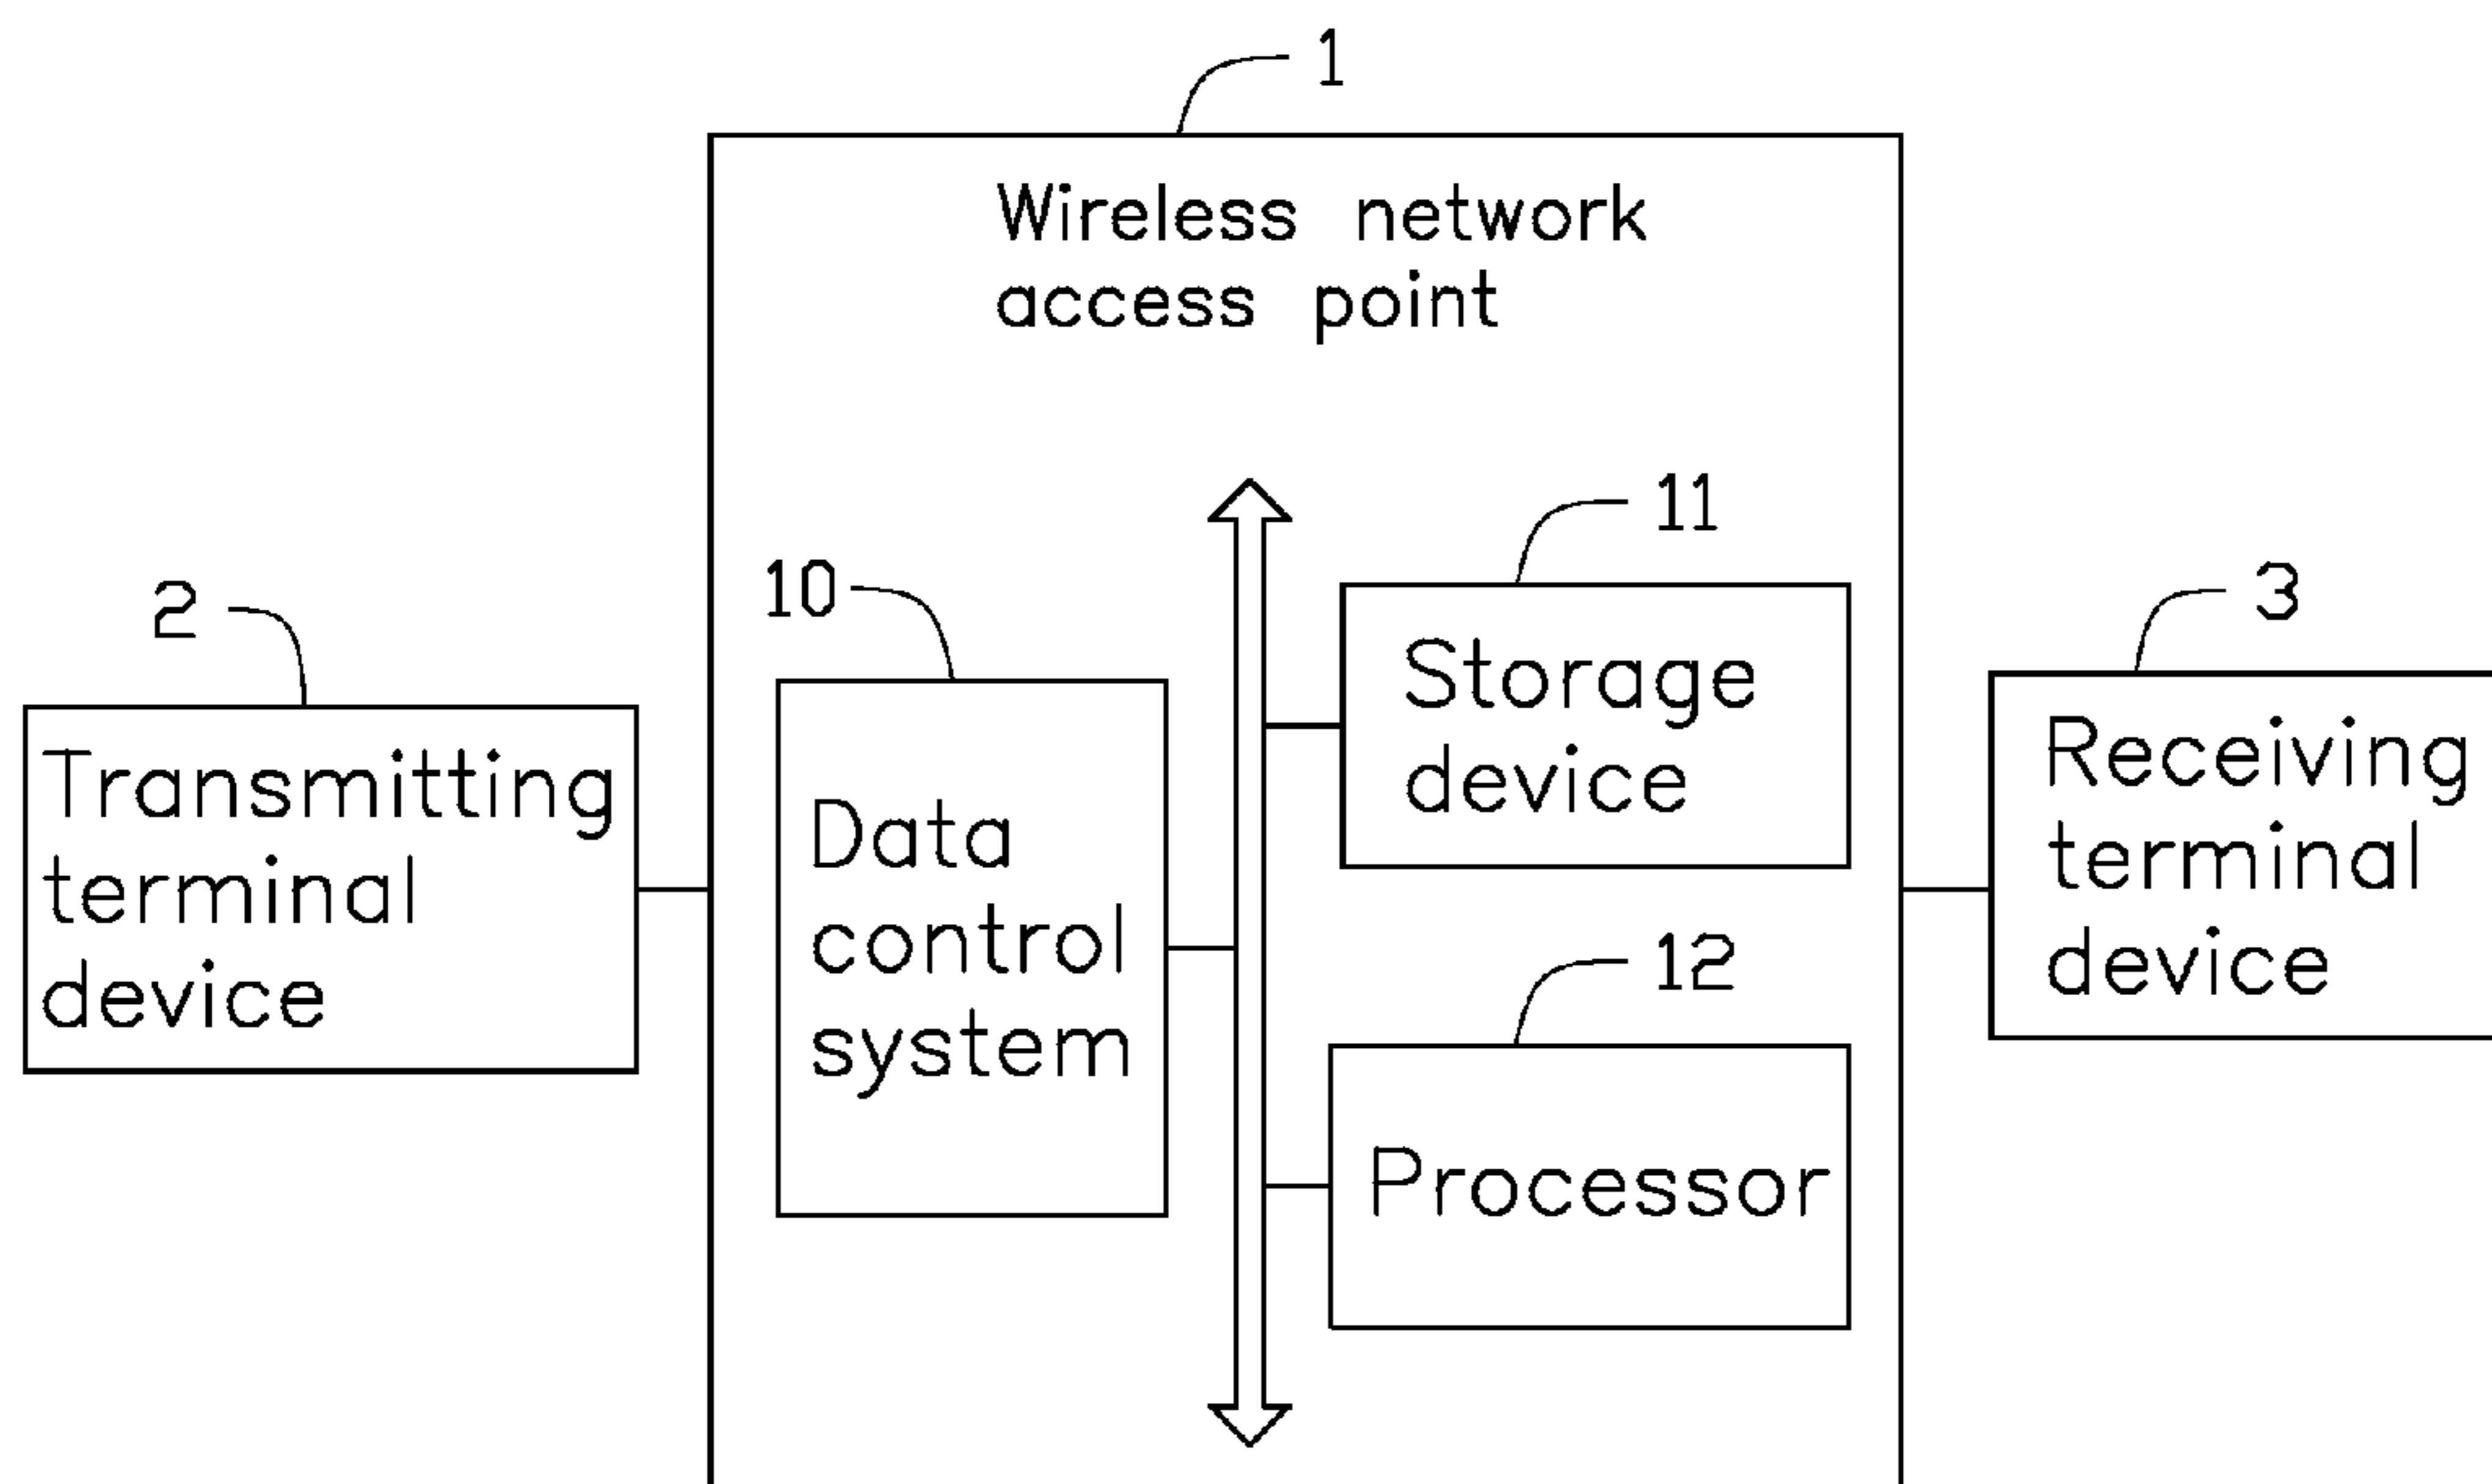 1
Wireless network
access point
2
Transmitting
terminal
device
10
Data
control
system
11
Storage
device
12
Processor
3
Receiving
terminal
device